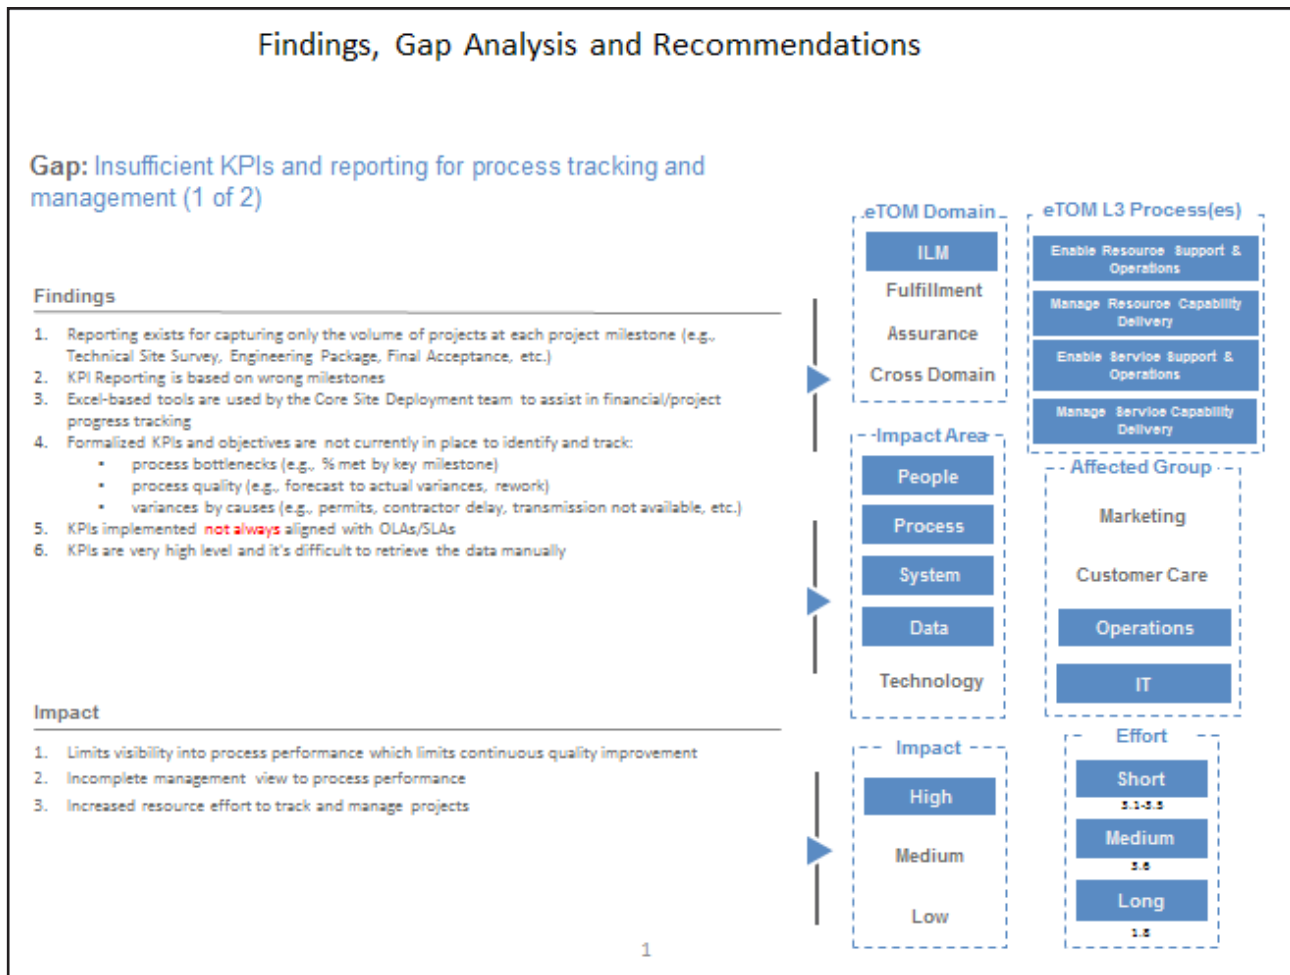 Findings, Gap Analysis and Recommendations
Gap: Insufficient KPIs and reporting for process tracking and
management (1 of 2)
Findings
1. Reporting exists for capturing only the volume of projects at each project milestone (e.g.,
Technical Site Survey, Engineering Package, Final Acceptance, etc.)
2. KPI Reporting is based on wrong milestones
3. Excel-based tools are used by the Core Site Deployment team to assist in financial/project
progress tracking
4. Formalized KPIs and objectives are not currently in place to identify and track:
• process bottlenecks (e.g., % met by key milestone)
• process quality (e.g., forecast to actual variances, rework)
• variances by causes (e.g., permits, contractor delay, transmission not available, etc.)
5. KPIs implemented not always aligned with OLAs/SLAs
6. KPIs are very high level and it's difficult to retrieve the data manually
Impact
1. Limits visibility into process performance which limits continuous quality improvement
2. Incomplete management view to process performance
3. Increased resource effort to track and manage projects
eTOM Domain
ILM
Fulfillment
Assurance
Cross Domain
eTOM L3 Process(es)
Enable Resource Support &
Operations
Manage Resource Capability
Delivery
Enable Service Support &
Operations
Manage Service Capability
Delivery
Impact Area
People
Process
System
Data
Technology
Affected Group
Marketing
Customer Care
Operations
IT
Impact
High
Medium
Low
Effort
Short
Medium
Long
1